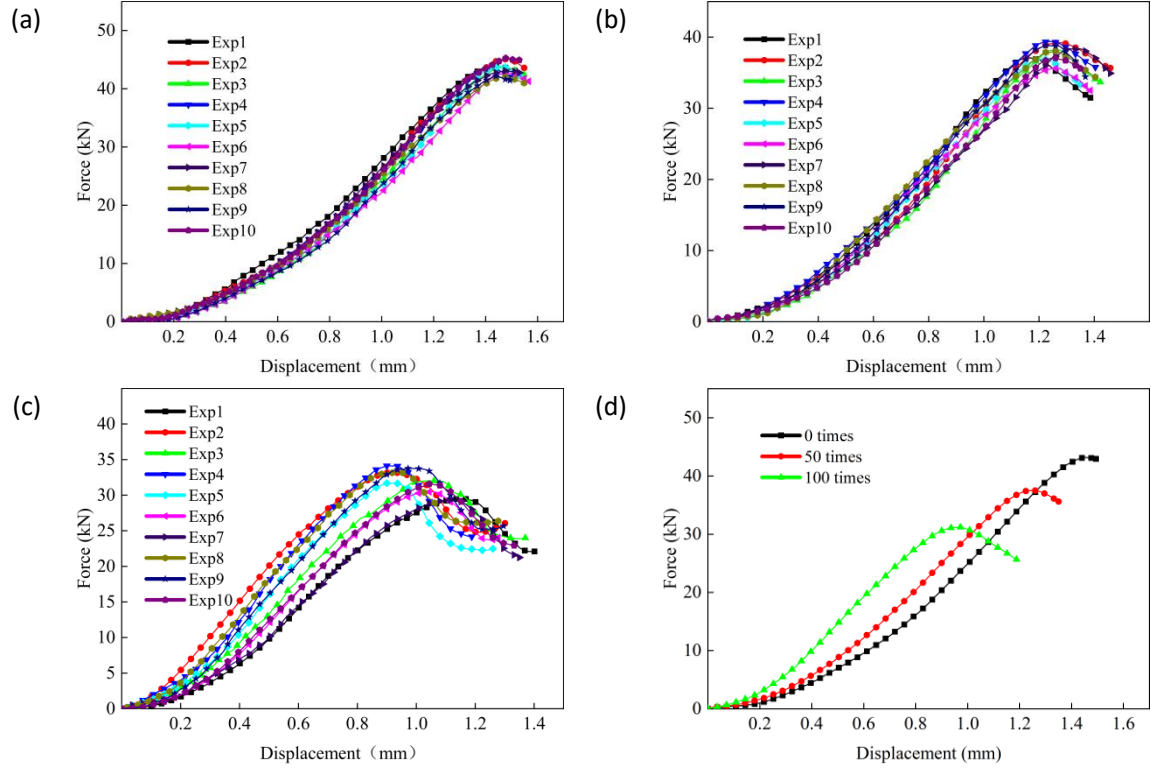 (a)
50
40
30
20
10
0
Force (kN)
Exp1
Exp2
Exp3
Exp4
Exp5
Exp6
Exp7
Exp8
Exp9
Exp10
0.2 0.4 0.6 0.8 1.0 1.2 1.4 1.6
Displacement（mm）
(b)
40
30
20
10
0
Force (kN)
Exp1
Exp2
Exp3
Exp4
Exp5
Exp6
Exp7
Exp8
Exp9
Exp10
0.2 0.4 0.6 0.8 1.0 1.2 1.4
Displacement（mm）
(c)
40
35
30
25
20
15
10
5
0
Force (kN)
Exp1
Exp2
Exp3
Exp4
Exp5
Exp6
Exp7
Exp8
Exp9
Exp10
0.2 0.4 0.6 0.8 1.0 1.2 1.4
Displacement（mm）
(d)
50
40
30
20
10
0
Force (kN)
0 times
50 times
100 times
0.2 0.4 0.6 0.8 1.0 1.2 1.4 1.6
Displacement (mm)